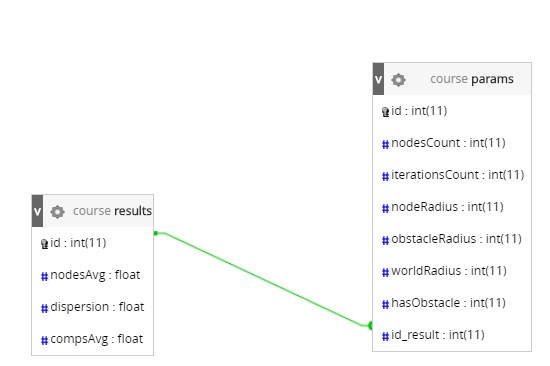 v course params
id : int(11)
# nodesCount : int(11)
# iterationsCount : int(11)
# nodeRadius : int(11)
# obstacleRadius : int(11)
# worldRadius : int(11)
# hasObstacle : int(11)
# id_result : int(11)
v course results
id : int(11)
# nodesAvg : float
# dispersion : float
# compsAvg : float